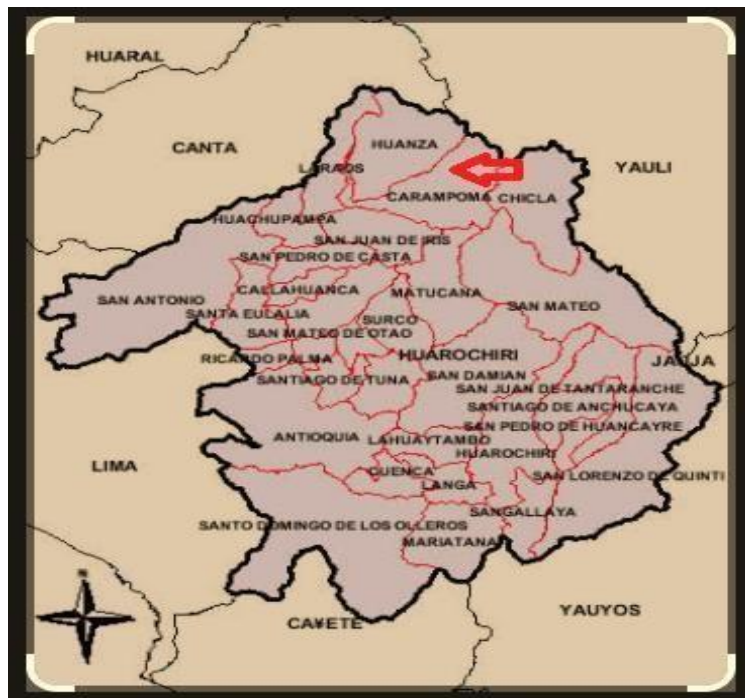 HUARAL
CANTA
HUANZA
YAULI
LARAOS
CARAMPOMA
CHICLA
HUACHUPAMPA
SAN JUAN DE IRIS
SAN PEDRO DE CASTA
CALLAHUANCA
MATUCANA
SAN ANTONIO
SAN MATEO
SANTA EULALIA
SURCO
SAN MATEO DE OTAO
RICARDO PALMA
HUAROCHIRI
JAUJA
SANTIAGO DE TUNA
SAN DAMIAN
SAN JUAN DE TANTARANCHE
SANTIAGO DE ANCHUCAYA
SAN PEDRO DE HUANCAYRE
ANTIOQUIA
LAHUAYTAMBO
HUAROCHIRI
LIMA
CUENCA
SAN LORENZO DE QUINTI
LANGA
SANGALLAYA
SANTO DOMINGO DE LOS OLLEROS
MARIATANA
YAUYOS
CA¥ETE
N